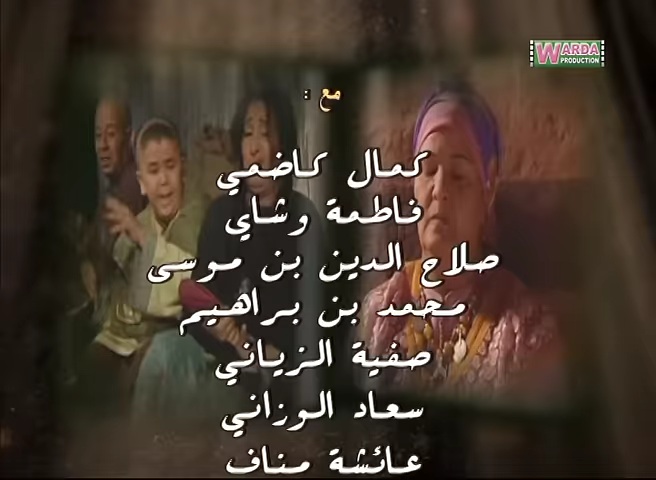 WARDA
PRODUCTION
مع :
كمال كاضمي
فاطمة وشاي
صلاح الدين بن موسى
محمد بن براهيم
صفية الزياني
سعاد الوزاني
عائشة مناف